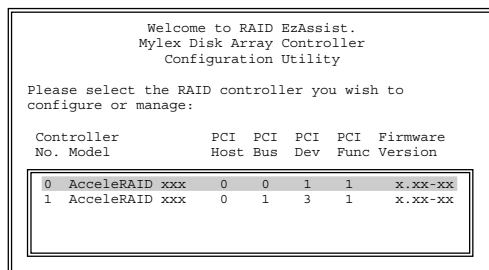 Welcome to RAID EzAssist.
Mylex Disk Array Controller
Configuration Utility
Please select the RAID controller you wish to
configure or manage:
Controller PCI PCI PCI PCI Firmware
No. Model Host Bus Dev Func Version
0 AcceleRAID xxx 0 0 1 1 x.xx-xx
1 AcceleRAID xxx 0 1 3 1 x.xx-xx